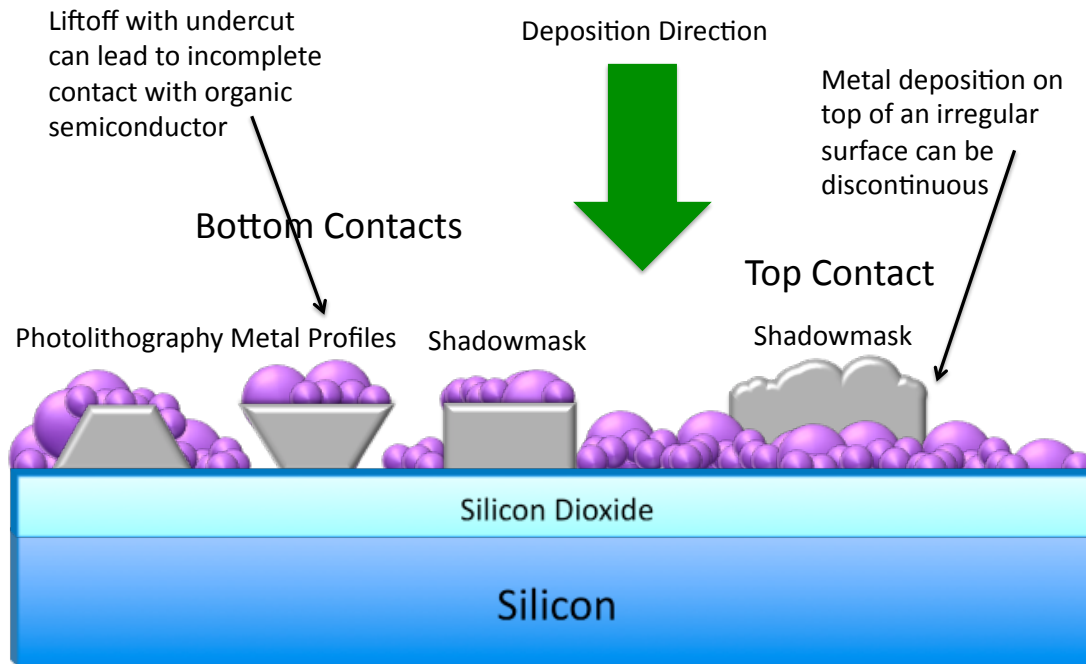 Liftoff with undercut
can lead to incomplete
contact with organic
semiconductor
Deposition Direction
Metal deposition on
top of an irregular
surface can be
discontinuous
Bottom Contacts
Top Contact
Photolithography Metal Profiles
Shadowmask
Shadowmask
Silicon Dioxide
Silicon